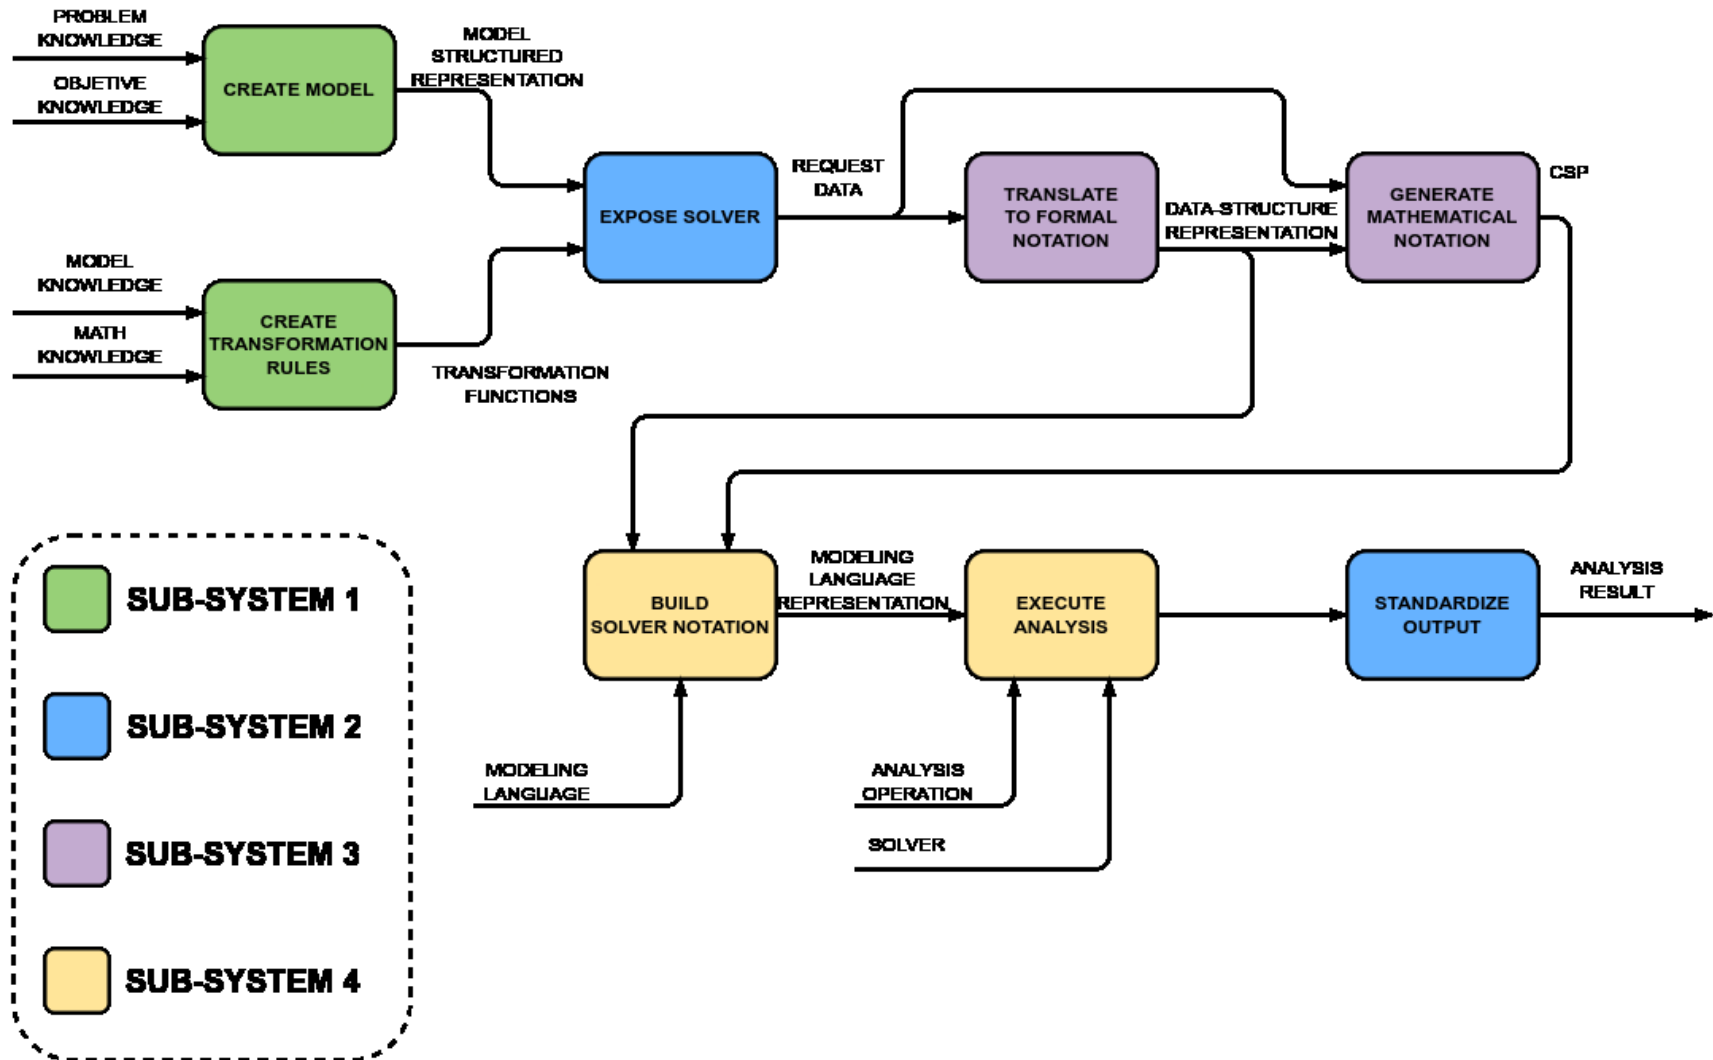 PROBLEM
KNOWLEDGE
OBJETIVE
KNOWLEDGE
CREATE MODEL
MODEL
STRUCTURED
REPRESENTATION
MODEL
KNOWLEDGE
MATH
KNOWLEDGE
CREATE
TRANSFORMATION
RULES
TRANSFORMATION
FUNCTIONS
EXPOSE SOLVER
REQUEST
DATA
TRANSLATE
TO FORMAL
NOTATION
DATA-STRUCTURE
REPRESENTATION
GENERATE
MATHEMATICAL
NOTATION
CSP
BUILD
SOLVER NOTATION
MODELING
LANGUAGE
MODELING
LANGUAGE
REPRESENTATION
EXECUTE
ANALYSIS
ANALYSIS
OPERATION
SOLVER
STANDARDIZE
OUTPUT
ANALYSIS
RESULT
SUB-SYSTEM 1
SUB-SYSTEM 2
SUB-SYSTEM 3
SUB-SYSTEM 4